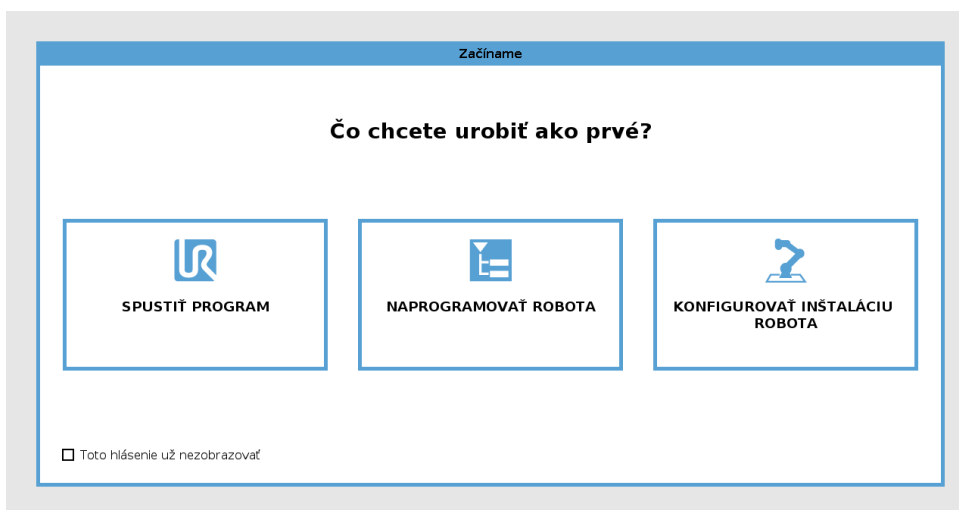 Začíname
Čo chcete urobiť ako prvé?
SPUSTIŤ PROGRAM
NAPROGRAMOVAŤ ROBOTA
KONFIGUROVAŤ INŠTALÁCIU
ROBOTA
Toto hlásenie už nezobrazovať